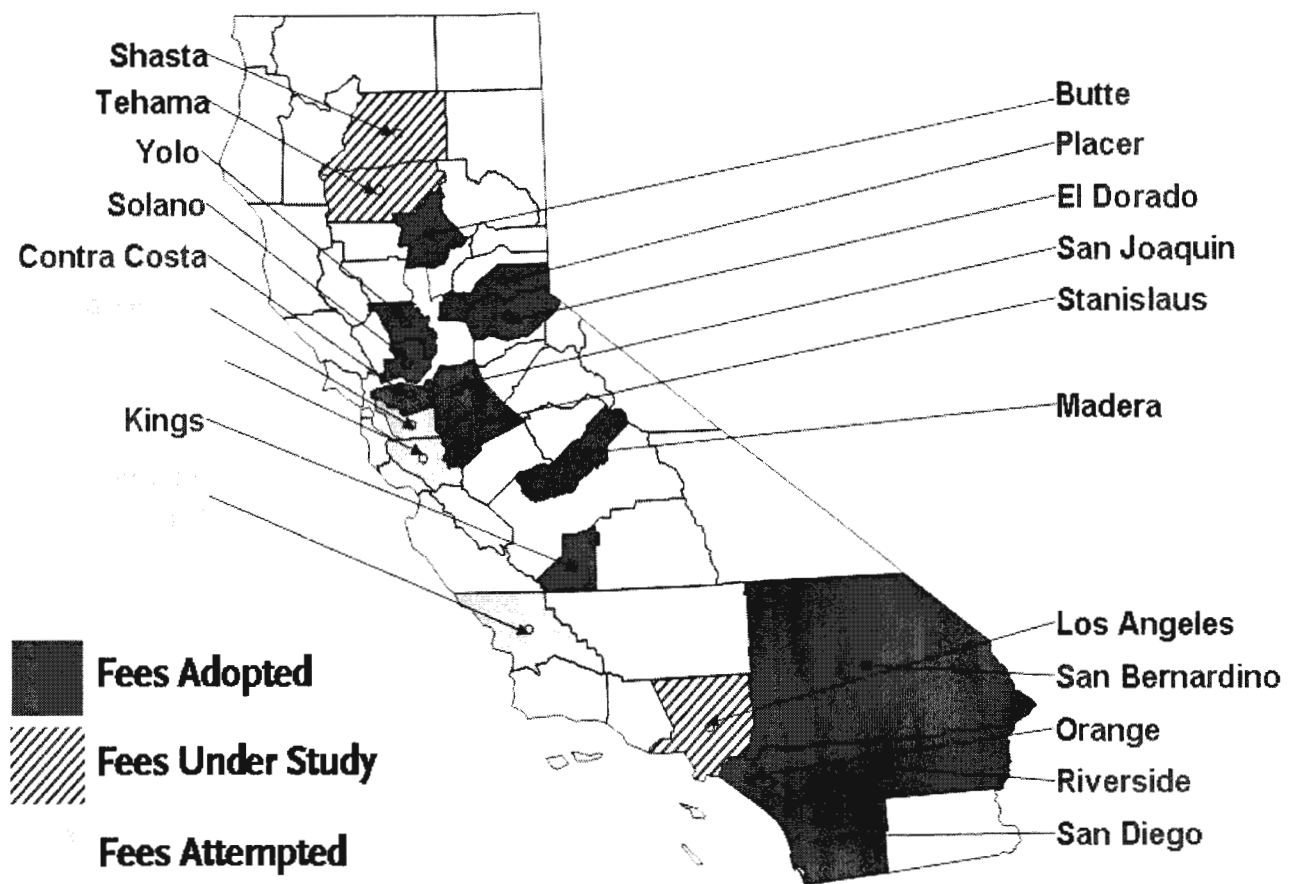 Shasta
Tehama
Yolo
Solano
Contra Costa
Kings
Butte
Placer
El Dorado
San Joaquin
Stanislaus
Madera
Los Angeles
San Bernardino
Orange
Riverside
San Diego
Fees Adopted
Fees Under Study
Fees Attempted